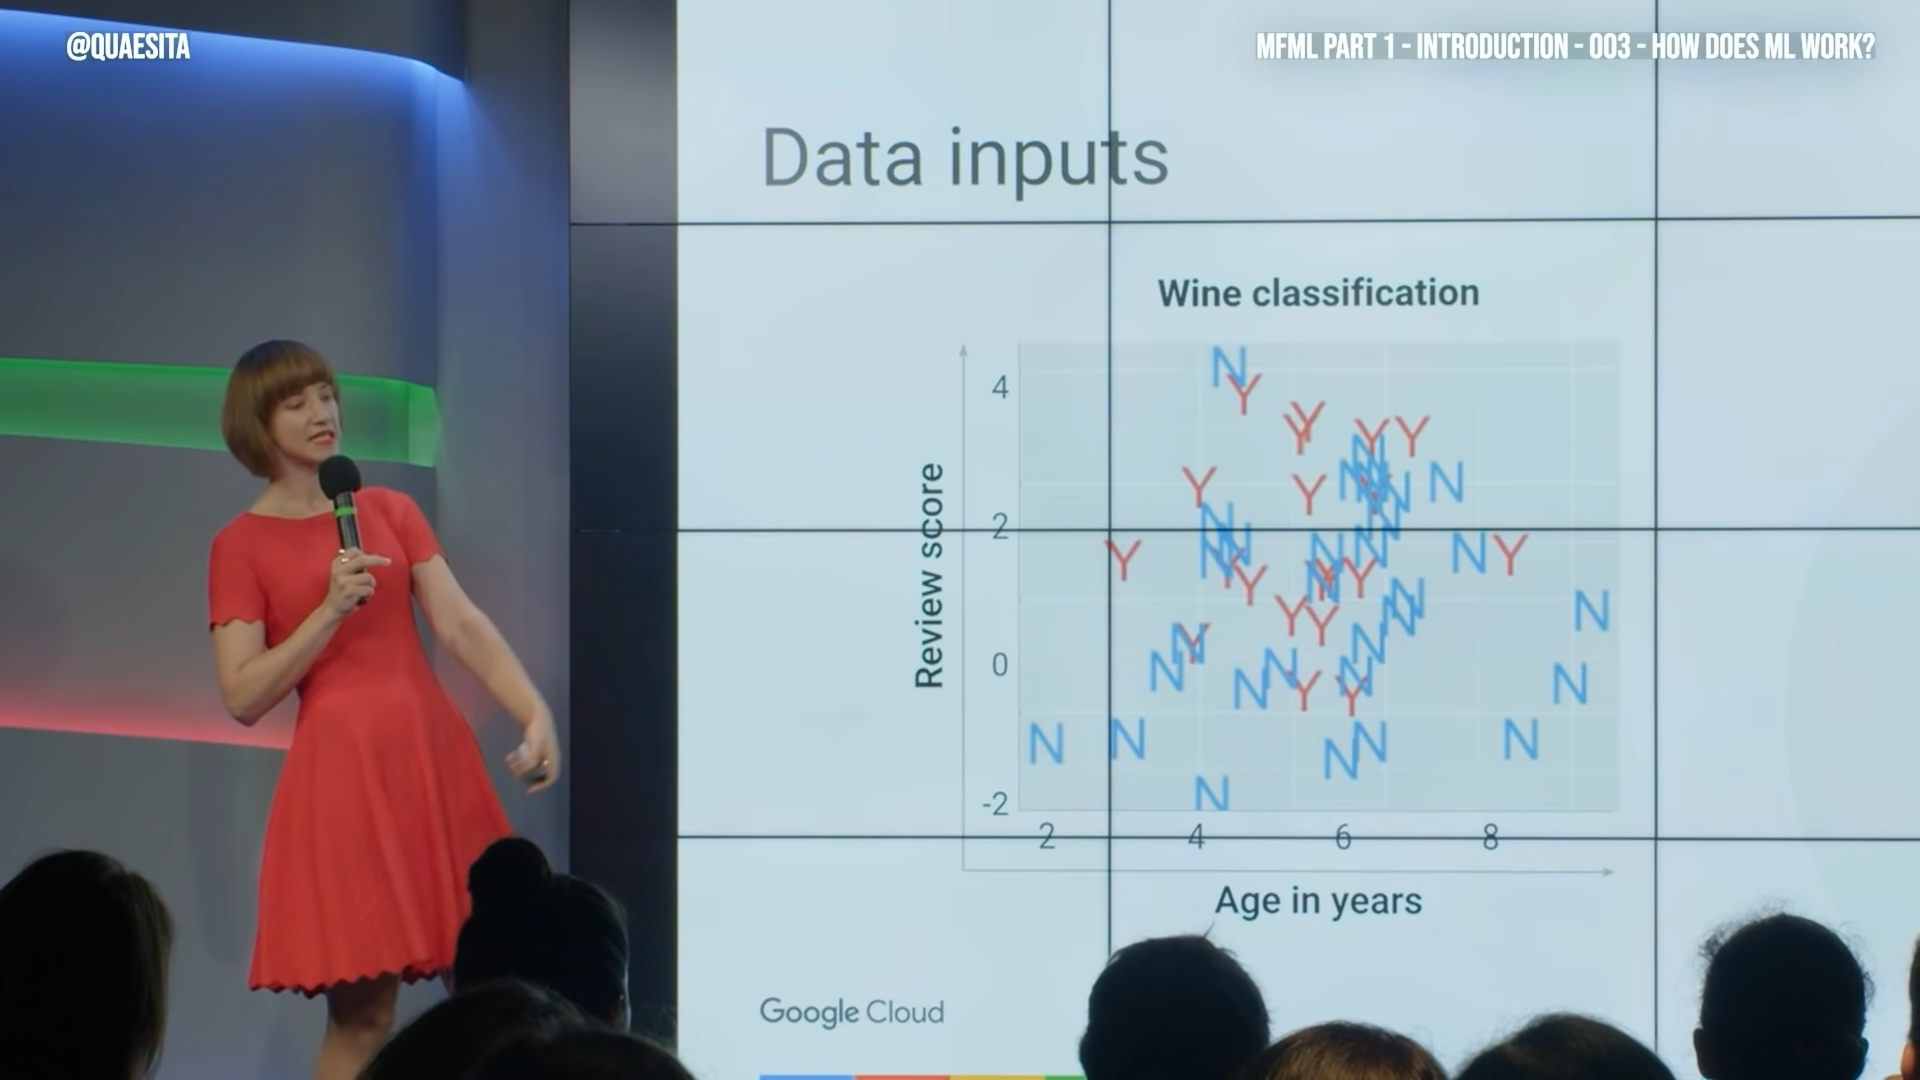 @QUAESITA
MFML PART 1 - INTRODUCTION - 003 - HOW DOES ML WORK?
Data inputs
Wine classification
Review score
4
2
0
-2
2 4 6 8
Age in years
N
Y
Y
Y
Y
Y
N
N
N
N
N
Y
Y
N
N
N
N
Y
N
N
N
Y
N
Y
Y
Y
N
N
N
Y
Y
N
Y
N
N
N
N
Y
N
Y
N
N
N
N
N
N
N
Google Cloud